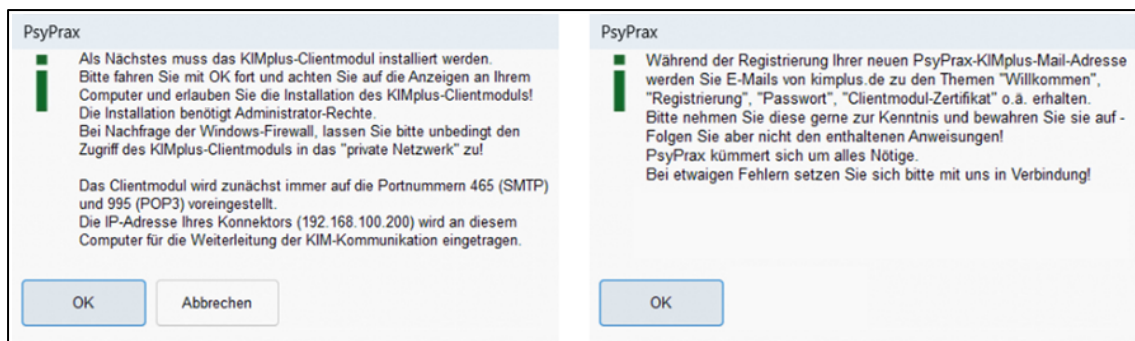 PsyPrax
Als Nächstes muss das KIMplus-Clientmodul installiert werden.
Bitte fahren Sie mit OK fort und achten Sie auf die Anzeigen an Ihrem
Computer und erlauben Sie die Installation des KIMplus-Clientmoduls!
Die Installation benötigt Administrator-Rechte.
Bei Nachfrage der Windows-Firewall, lassen Sie bitte unbedingt den
Zugriff des KIMplus-Clientmoduls in das "private Netzwerk" zu!
Das Clientmodul wird zunächst immer auf die Portnummern 465 (SMTP)
und 995 (POP3) voreingestellt.
Die IP-Adresse Ihres Konnektors (192.168.100.200) wird an diesem
Computer für die Weiterleitung der KIM-Kommunikation eingetragen.
OK
Abbrechen
PsyPrax
Während der Registrierung Ihrer neuen PsyPrax-KIMplus-Mail-Adresse
werden Sie E-Mails von kimplus.de zu den Themen "Willkommen",
"Registrierung", "Passwort", "Clientmodul-Zertifikat" o.ä. erhalten.
Bitte nehmen Sie diese gerne zur Kenntnis und bewahren Sie sie auf -
Folgen Sie aber nicht den enthaltenen Anweisungen!
PsyPrax kümmert sich um alles Nötige.
Bei etwaigen Fehlern setzen Sie sich bitte mit uns in Verbindung!
OK